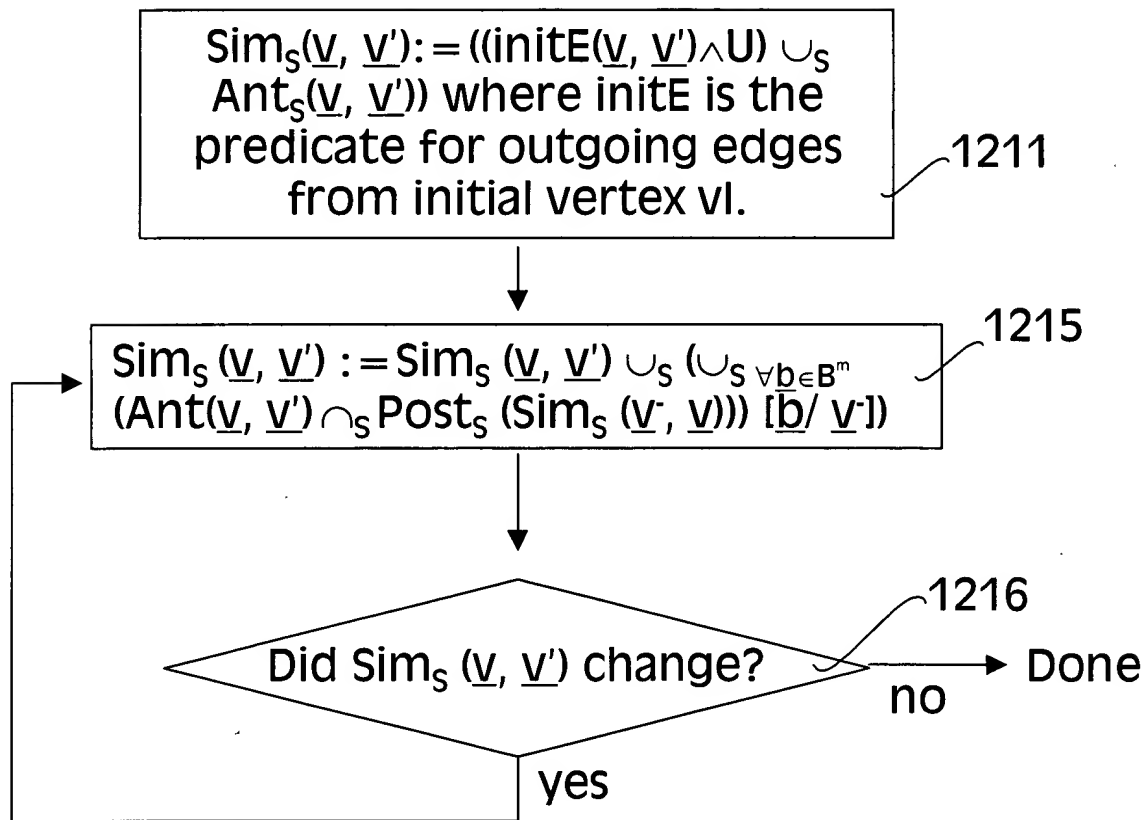 Sim_S(v, v'):=((initE(v, v')∧U) ∪_S
Ant_S(v, v')) where initE is the
predicate for outgoing edges
from initial vertex vI.
1211
Sim_S (v, v') :=Sim_S (v, v') ∪_S (∪_S ∀b∈B^m
(Ant(v, v') ∩_S Post_S (Sim_S (v⁻, v))) [b/ v⁻])
1215
Did Sim_S (v, v') change?
1216
no
Done
yes